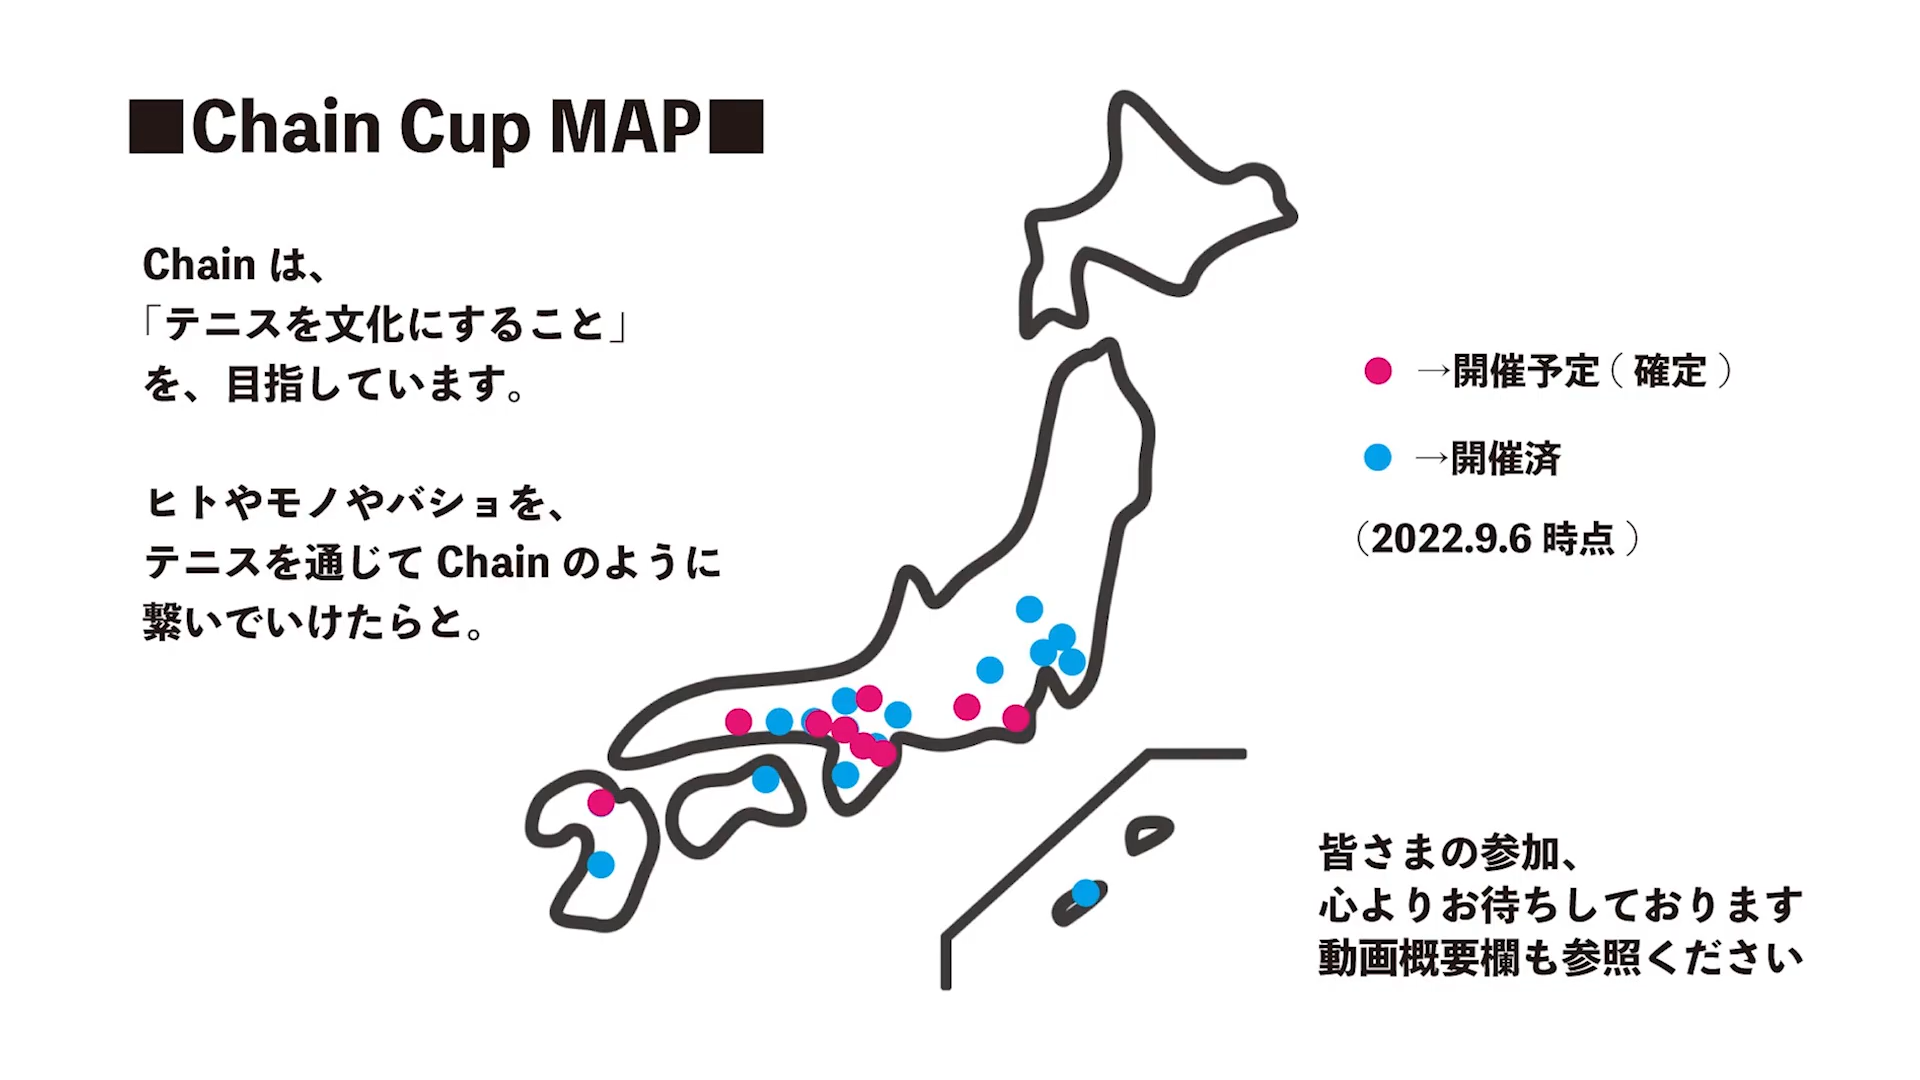 ■Chain Cup MAP■
Chain は、
「テニスを文化にすること」
を、目指しています。
ヒトやモノやバショを、
テニスを通じて Chain のように
繋いでいけたらと。
→開催予定（確定）
→開催済
（2022.9.6 時点）
皆さまの参加、
心よりお待ちしております
動画概要欄も参照ください